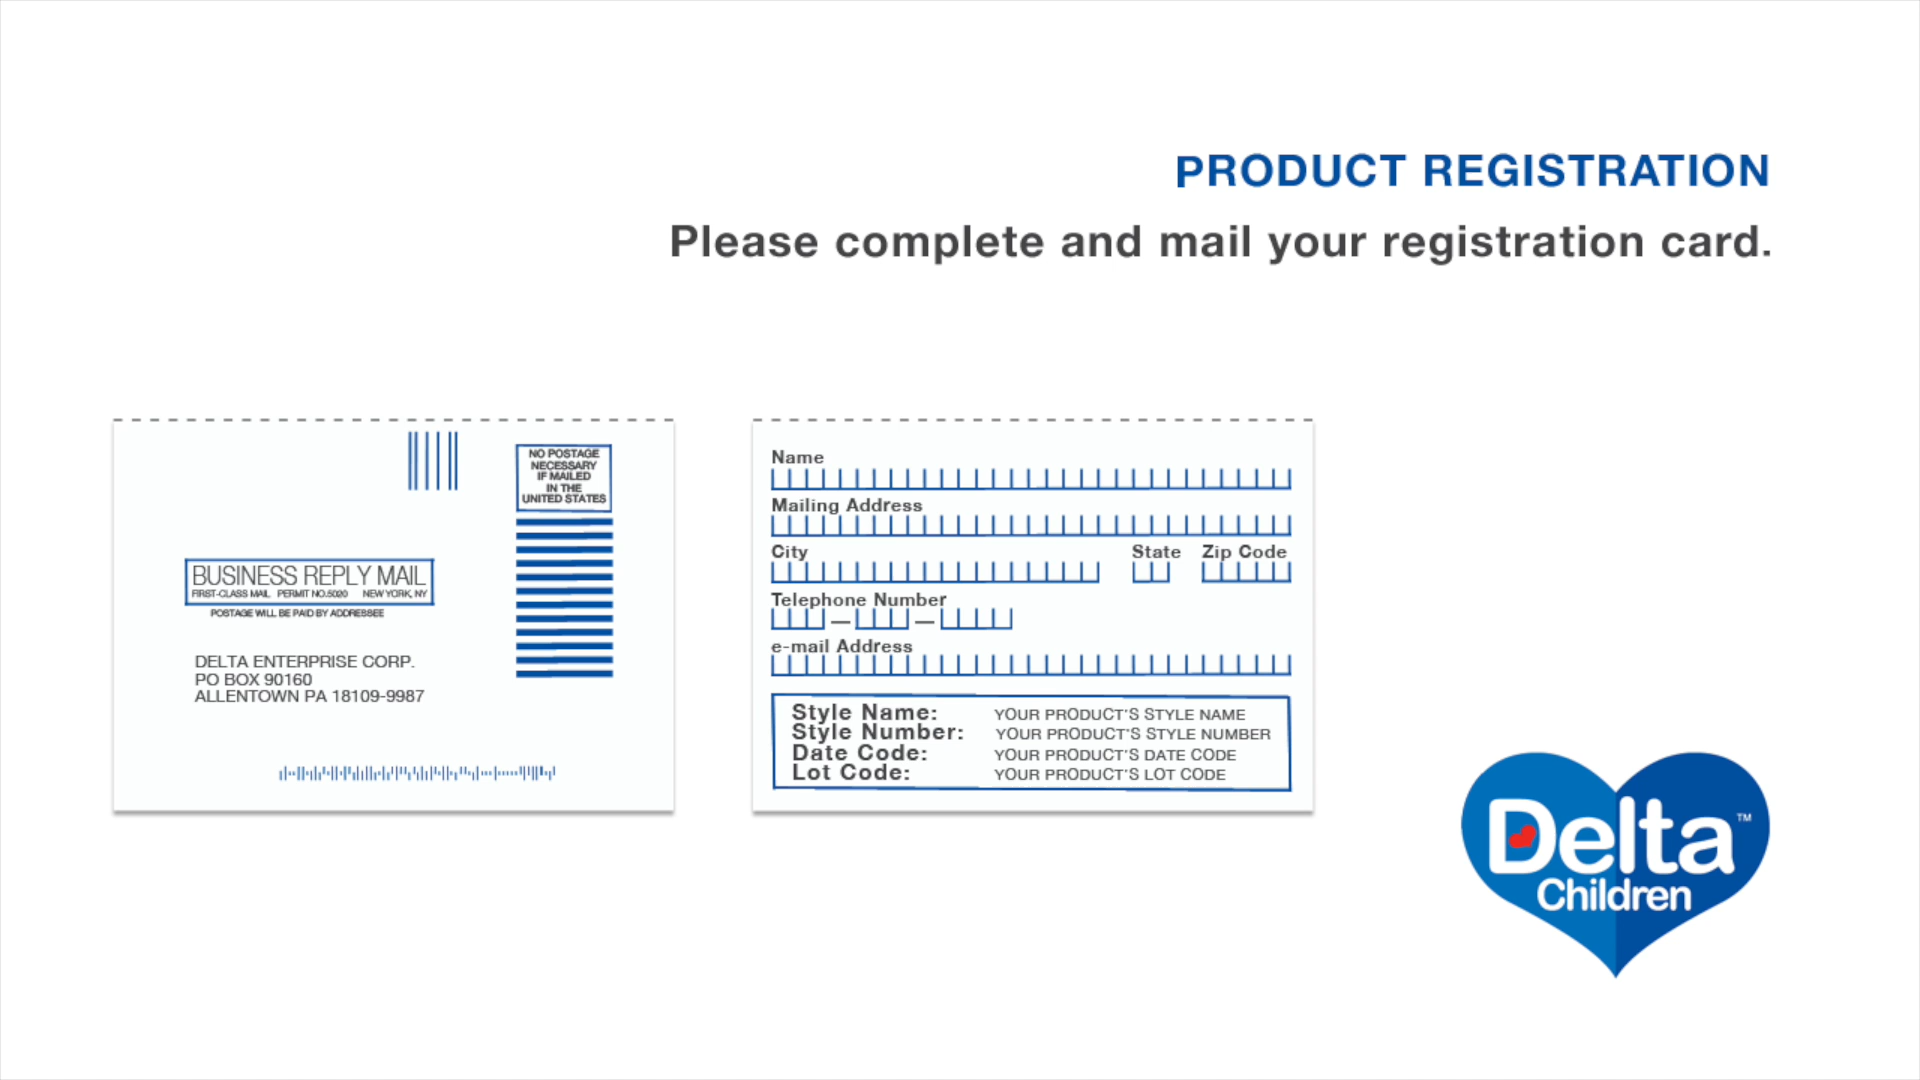 PRODUCT REGISTRATION
Please complete and mail your registration card.
NO POSTAGE
NECESSARY
IF MAILED
IN THE
UNITED STATES
BUSINESS REPLY MAIL
FIRST-CLASS MAIL PERMIT NO.5020 NEW YORK, NY
POSTAGE WILL BE PAID BY ADDRESSEE
DELTA ENTERPRISE CORP.
PO BOX 90160
ALLENTOWN PA 18109-9987
Name
Mailing Address
City State Zip Code
Telephone Number
e-mail Address
Style Name: YOUR PRODUCT'S STYLE NAME
Style Number: YOUR PRODUCT'S STYLE NUMBER
Date Code: YOUR PRODUCT'S DATE CODE
Lot Code: YOUR PRODUCT'S LOT CODE
Delta™
Children